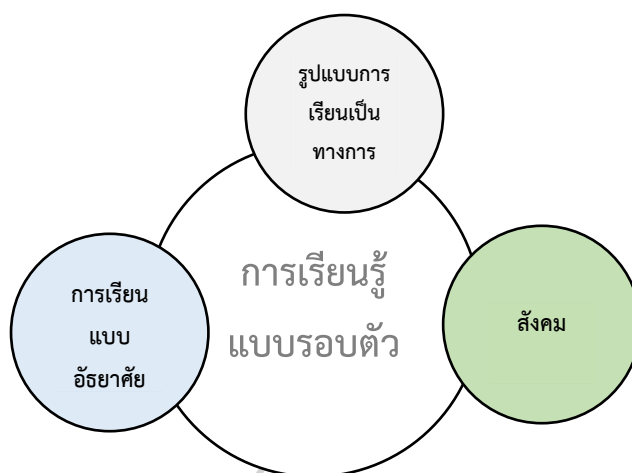 รูปแบบการ
เรียนเป็น
ทางการ
การเรียนรู้
แบบรอบตัว
การเรียน
แบบ
อัธยาศัย
สังคม